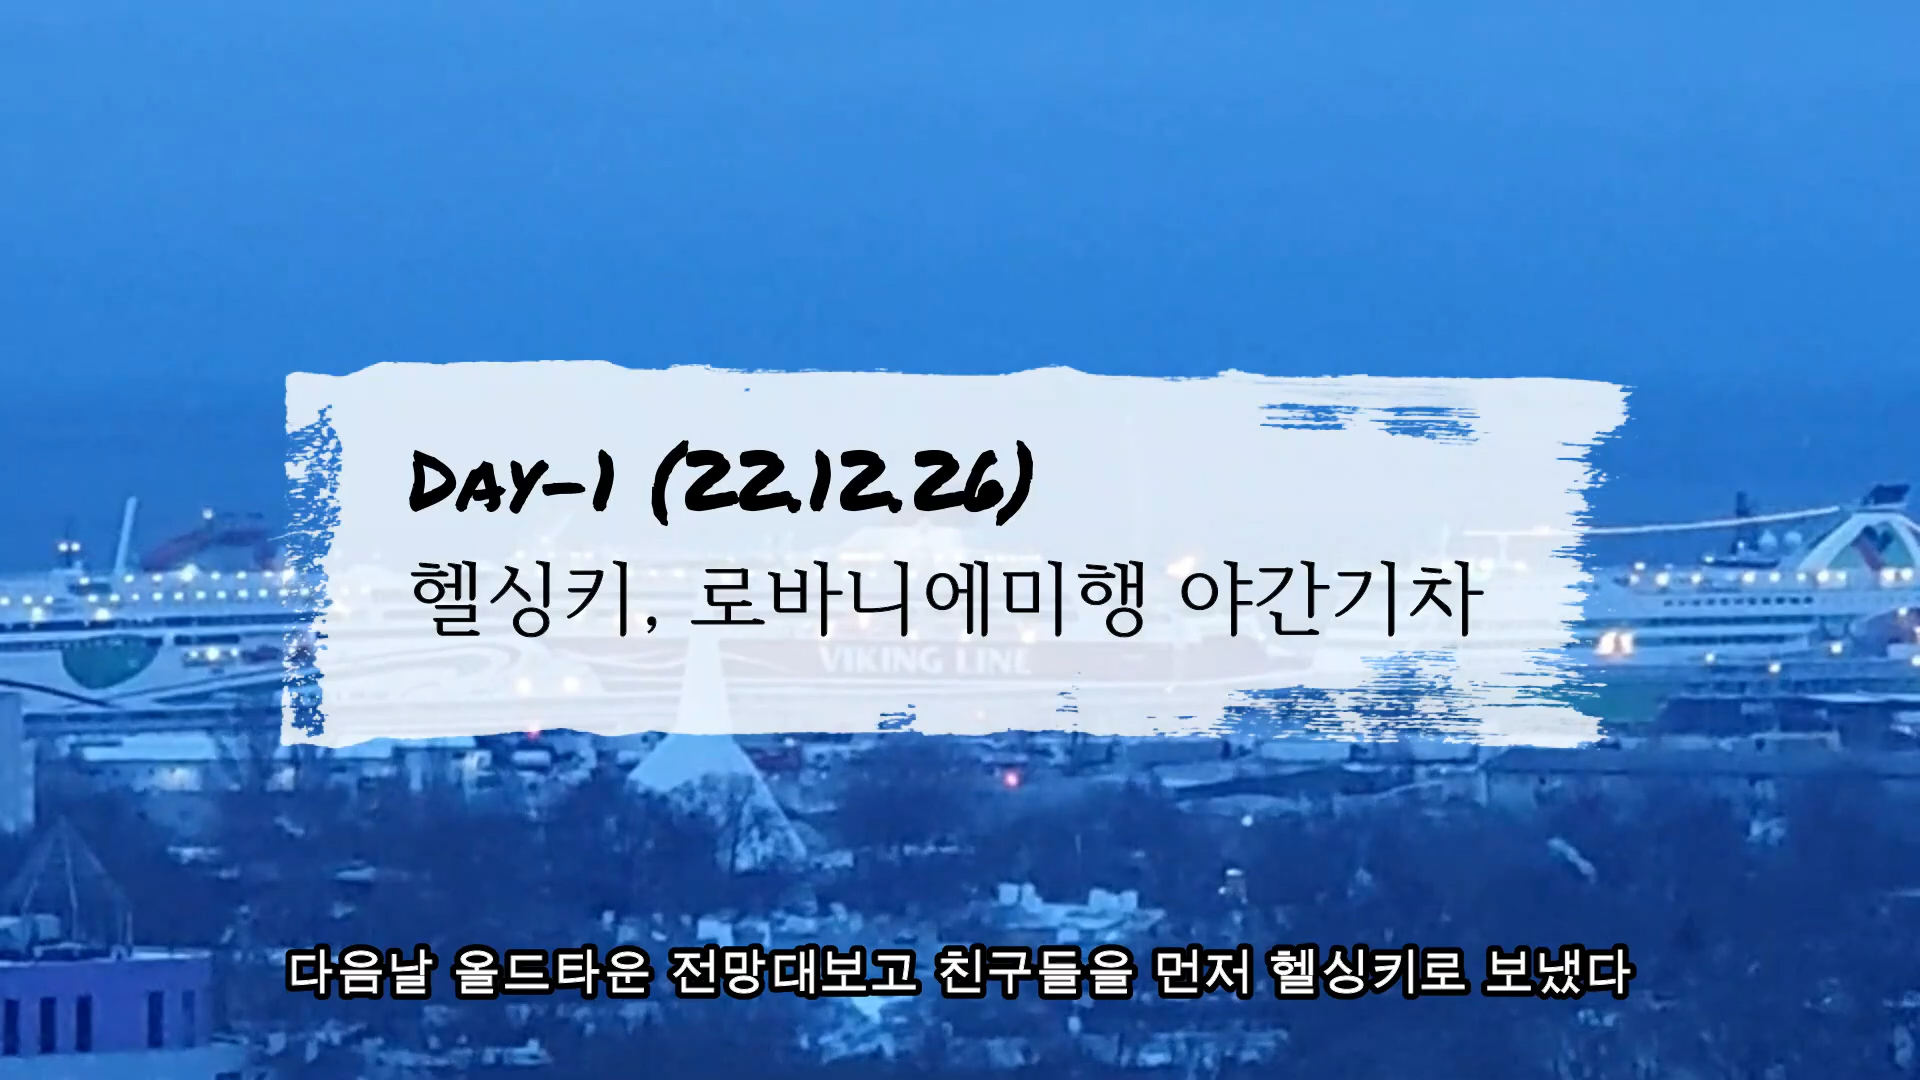 DAY-1 (22.12.26)
헬싱키, 로바니에미행 야간기차
VIKING LINE
다음날 올드타운 전망대보고 친구들을 먼저 헬싱키로 보냈다